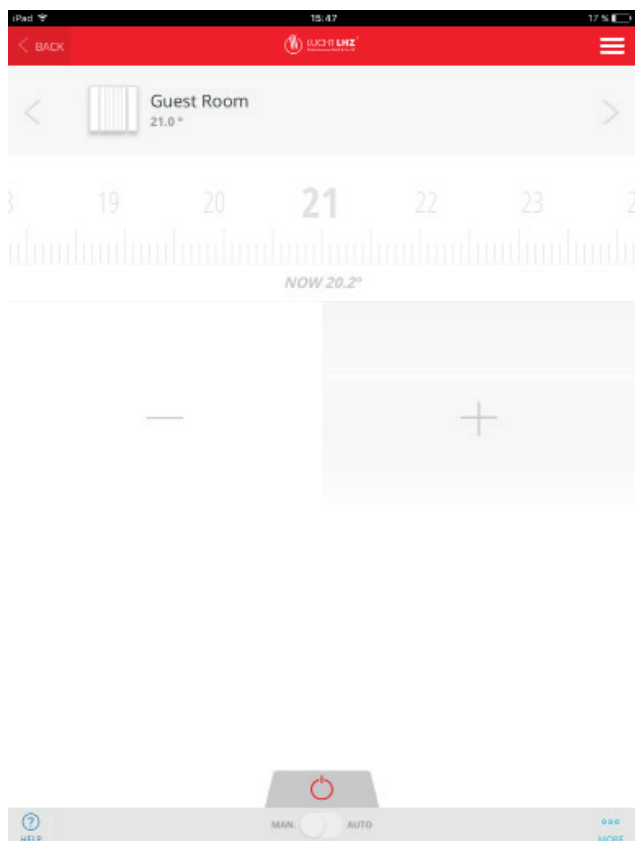 iPad 15:47 17 %
BACK LUCHT LHZ
Guest Room
21.0 °
19 20 21 22 23
NOW 20.2°
— +
MAN. AUTO
HELP MORE